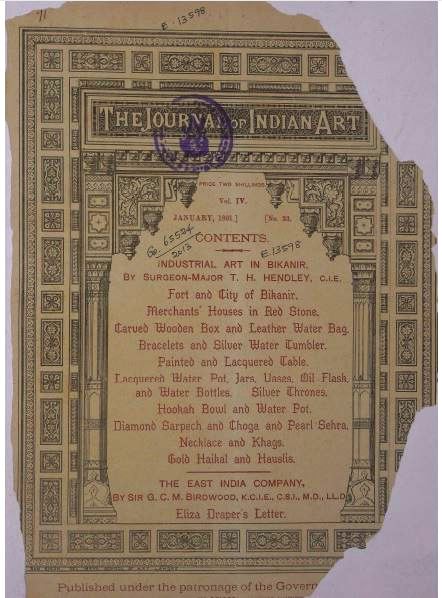 71
E.13598
THE JOURNAL OF INDIAN ART
PRICE TWO SHILLINGS.
Vol. IV.
JANUARY, 1891.] [No. 33.
Gc. 65524
2013
E.13598
CONTENTS.
INDUSTRIAL ART IN BIKANIR,
BY SURGEON-MAJOR T. H. HENDLEY, C.I.E.
Fort and City of Bikanir.
Merchants' Houses in Red Stone.
Carved Wooden Box and Leather Water Bag.
Bracelets and Silver Water Tumbler.
Painted and Lacquered Table.
Lacquered Water Pot, Jars, Vases, Oil Flask,
and Water Bottles. Silver Thrones.
Hookah Bowl and Water Pot.
Diamond Sarpech and Choga and Pearl Sehra.
Necklace and Khags.
Gold Haikal and Hauslis.
THE EAST INDIA COMPANY,
BY SIR G. C. M. BIRDWOOD, K.C.I.E., C.S.I., M.D., LL.D.
Eliza Draper's Letter.
Published under the patronage of the Govern